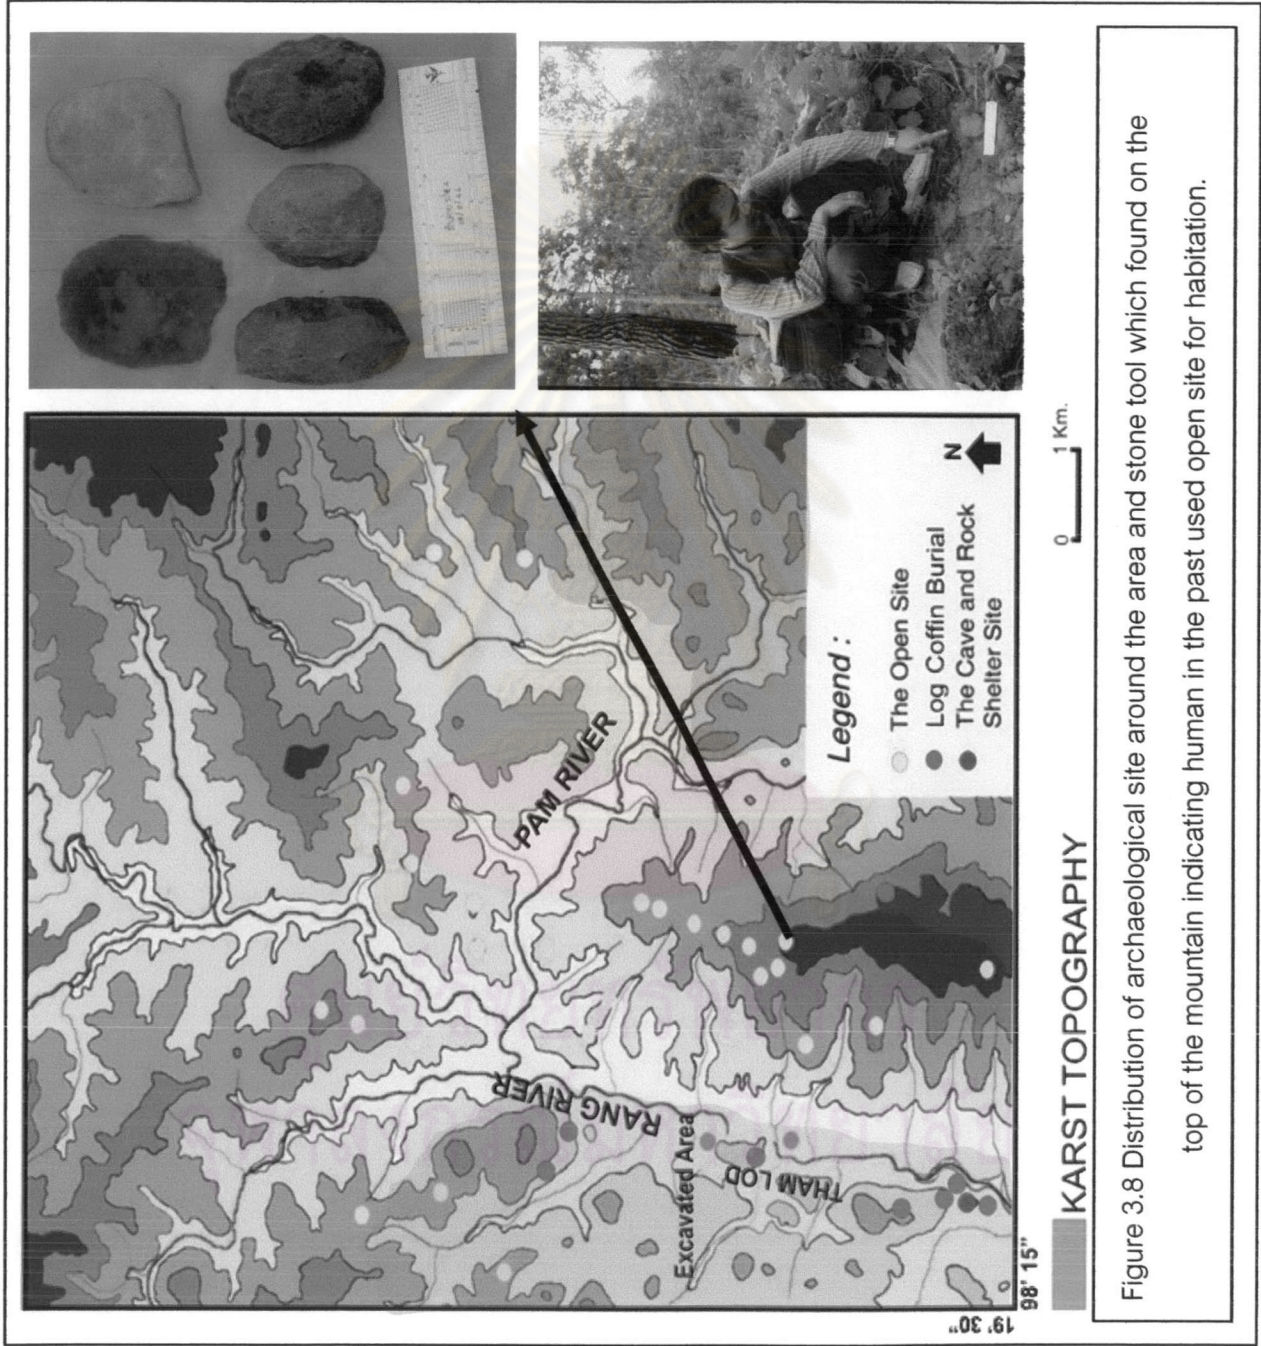 PAM RIVER
RANG RIVER
Excavated Area
THAM LOD
Legend :
The Open Site
Log Coffin Burial
The Cave and Rock
Shelter Site
N
19' 30"
98' 15"
KARST TOPOGRAPHY
0 1 Km.
Figure 3.8 Distribution of archaeological site around the area and stone tool which found on the
top of the mountain indicating human in the past used open site for habitation.